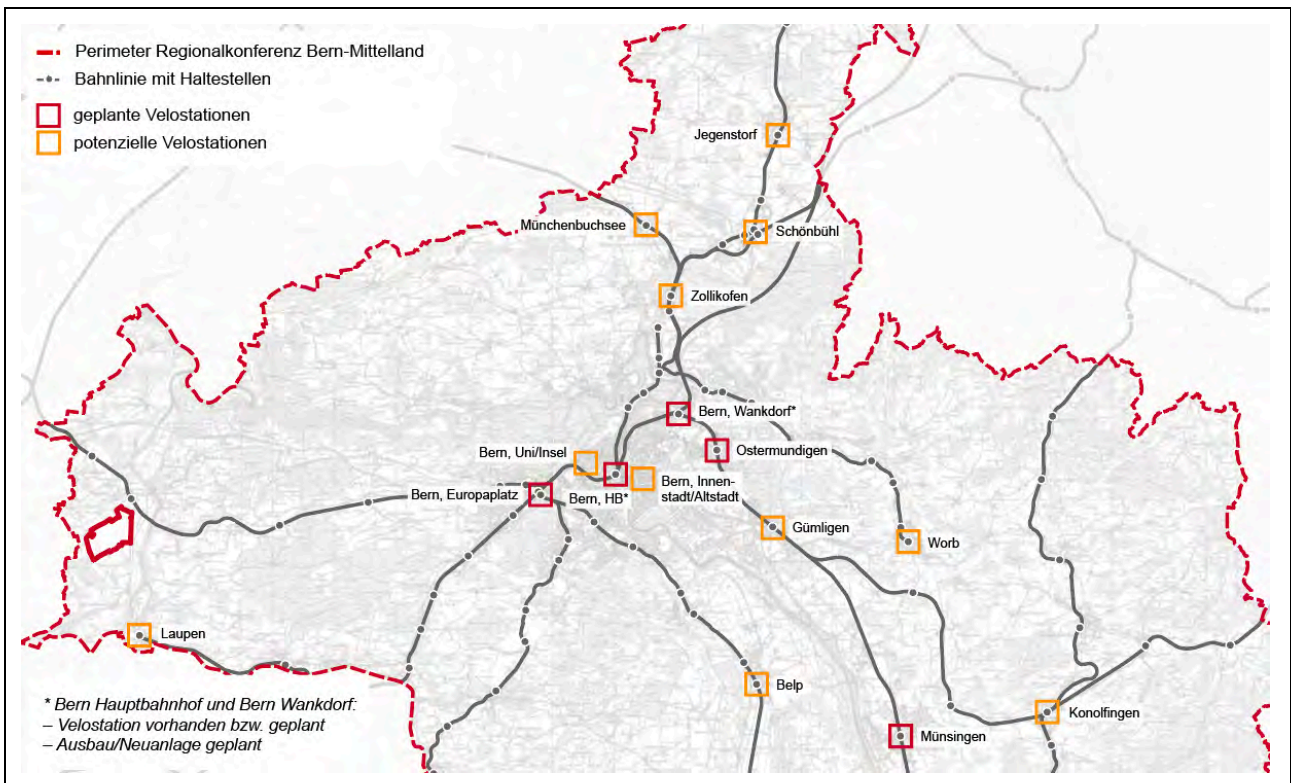 Perimeter Regionalkonferenz Bern-Mittelland
Bahnlinie mit Haltestellen
geplante Velostationen
potenzielle Velostationen
Jegenstorf
Münchenbuchsee
Schönbühl
Zollikofen
Bern, Wankdorf*
Bern, Uni/Insel
Ostermundigen
Bern, Europaplatz
Bern, HB*
Bern, Innen-
stadt/Altstadt
Gümligen
Worb
Laupen
Belp
Konolfingen
Münsingen
* Bern Hauptbahnhof und Bern Wankdorf:
– Velostation vorhanden bzw. geplant
– Ausbau/Neuanlage geplant